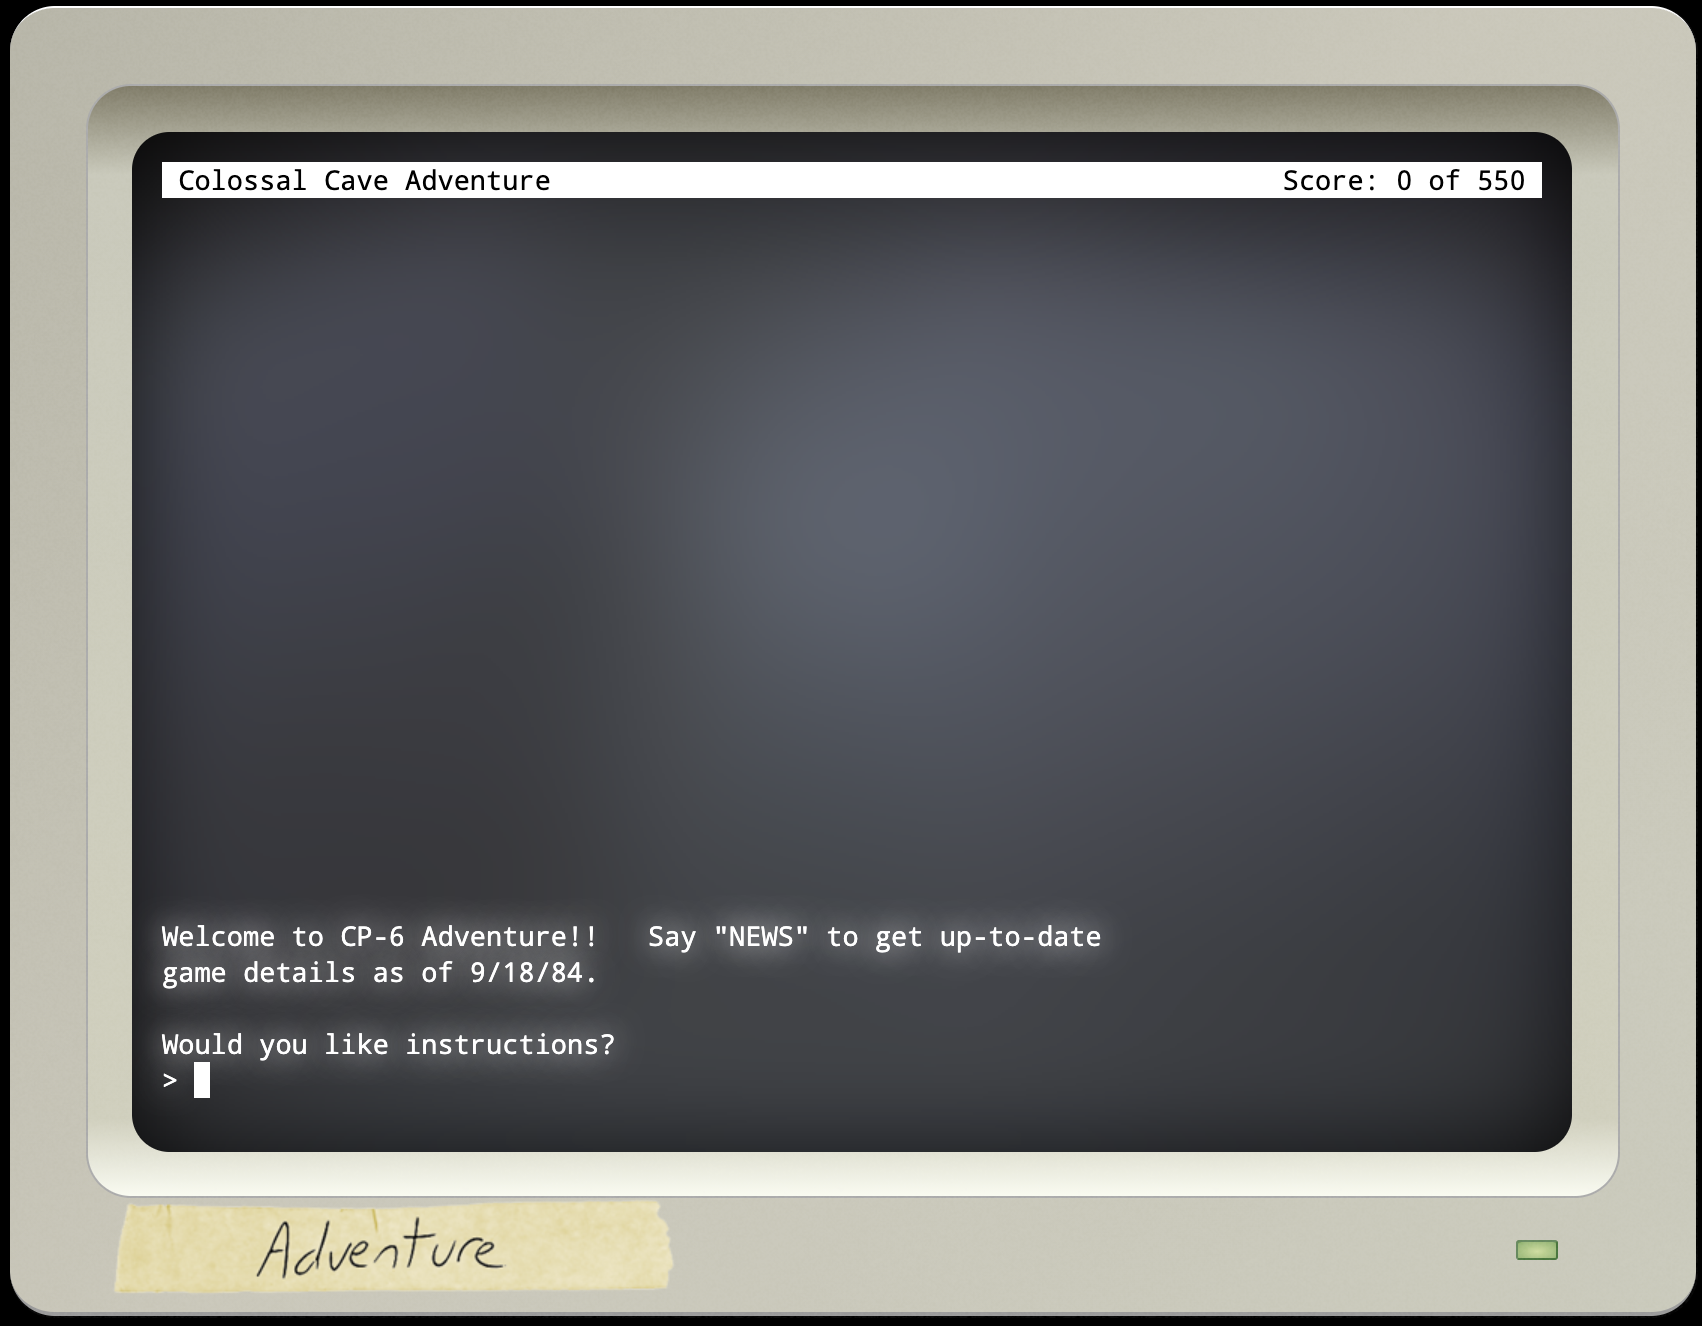 Colossal Cave Adventure Score: 0 of 550
Welcome to CP-6 Adventure!! Say "NEWS" to get up-to-date
game details as of 9/18/84.
Would you like instructions?
>
Adventure